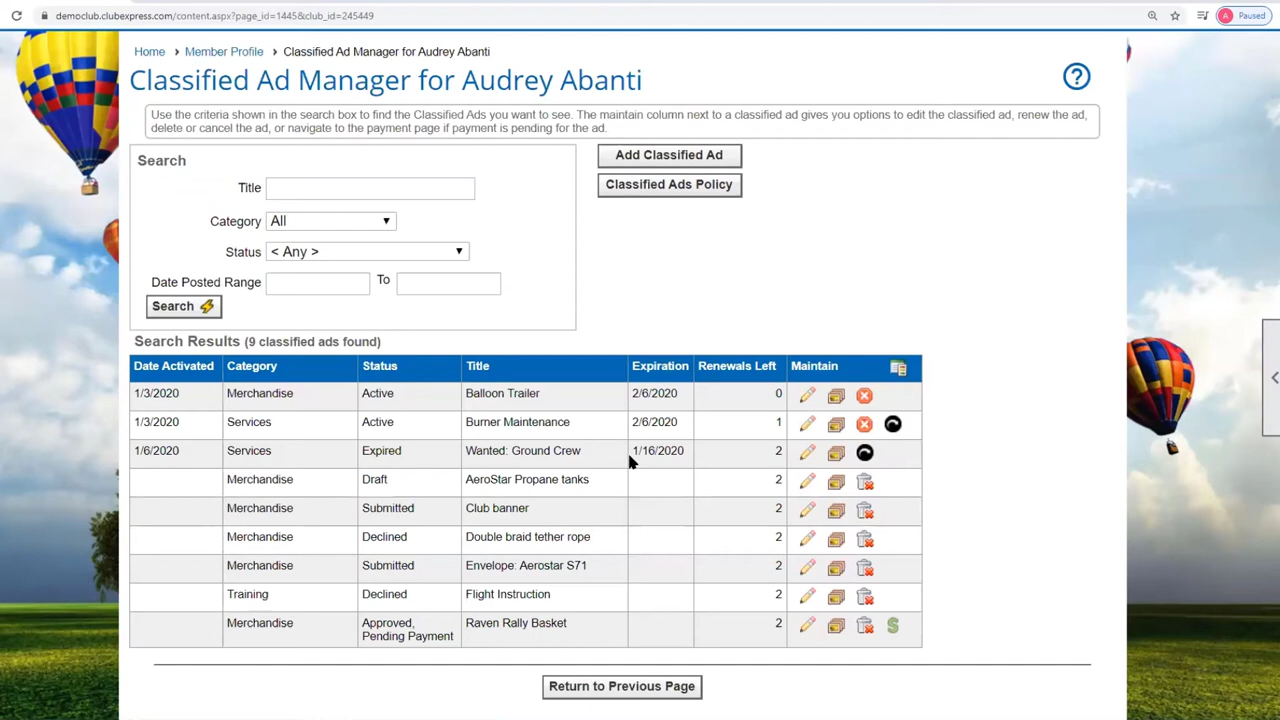 democlub.clubexpress.com/content.aspx?page_id=1445&club_id=245449
A Paused
Home Member Profile Classified Ad Manager for Audrey Abanti
Classified Ad Manager for Audrey Abanti
?
Use the criteria shown in the search box to find the Classified Ads you want to see. The maintain column next to a classified ad gives you options to edit the classified ad, renew the ad,
delete or cancel the ad, or navigate to the payment page if payment is pending for the ad.
Search
Add Classified Ad
Classified Ads Policy
Title
Category All
Status < Any >
Date Posted Range To
Search
Search Results (9 classified ads found)
Date Activated Category Status Title Expiration Renewals Left Maintain
1/3/2020 Merchandise Active Balloon Trailer 2/6/2020 0
1/3/2020 Services Active Burner Maintenance 2/6/2020 1
1/6/2020 Services Expired Wanted: Ground Crew 1/16/2020 2
Merchandise Draft AeroStar Propane tanks 2
Merchandise Submitted Club banner 2
Merchandise Declined Double braid tether rope 2
Merchandise Submitted Envelope: Aerostar S71 2
Training Declined Flight Instruction 2
Merchandise Approved, Raven Rally Basket 2 S
Pending Payment
Return to Previous Page